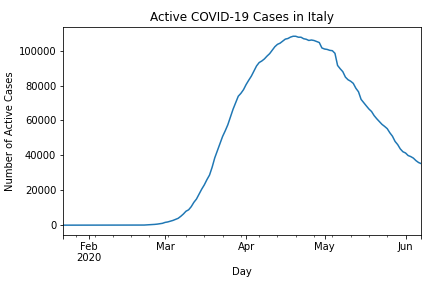 Active COVID-19 Cases in Italy
Number of Active Cases
100000
80000
60000
40000
20000
0
Feb Mar Apr May Jun
2020
Day